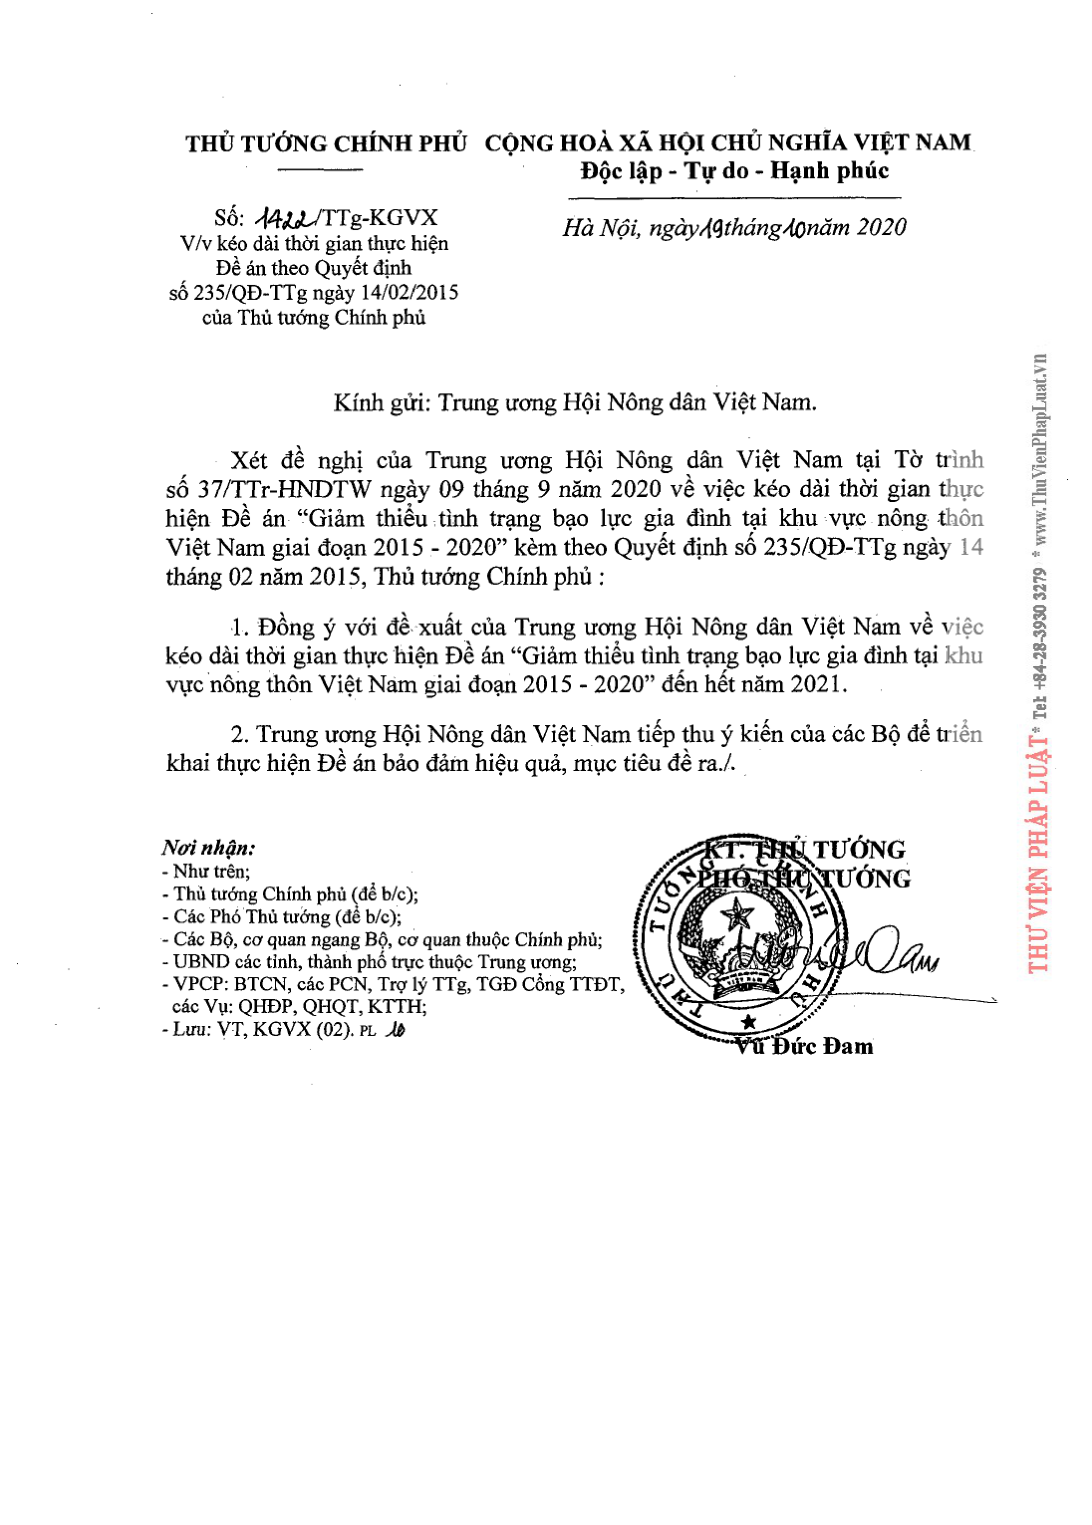 THỦ TƯỚNG CHÍNH PHỦ
CỘNG HOÀ XÃ HỘI CHỦ NGHĨA VIỆT NAM
Độc lập - Tự do - Hạnh phúc
Số: 1422/TTg-KGVX
V/v kéo dài thời gian thực hiện
Đề án theo Quyết định
số 235/QĐ-TTg ngày 14/02/2015
của Thủ tướng Chính phủ
Hà Nội, ngày 19 tháng 10 năm 2020
Kính gửi: Trung ương Hội Nông dân Việt Nam.
Xét đề nghị của Trung ương Hội Nông dân Việt Nam tại Tờ trình
số 37/TTr-HNDTW ngày 09 tháng 9 năm 2020 về việc kéo dài thời gian thực
hiện Đề án “Giảm thiểu tình trạng bạo lực gia đình tại khu vực nông thôn
Việt Nam giai đoạn 2015 - 2020” kèm theo Quyết định số 235/QĐ-TTg ngày 14
tháng 02 năm 2015, Thủ tướng Chính phủ :
1. Đồng ý với đề xuất của Trung ương Hội Nông dân Việt Nam về việc
kéo dài thời gian thực hiện Đề án “Giảm thiểu tình trạng bạo lực gia đình tại khu
vực nông thôn Việt Nam giai đoạn 2015 - 2020” đến hết năm 2021.
2. Trung ương Hội Nông dân Việt Nam tiếp thu ý kiến của các Bộ để triển
khai thực hiện Đề án bảo đảm hiệu quả, mục tiêu đề ra./.
Nơi nhận:
- Như trên;
- Thủ tướng Chính phủ (để b/c);
- Các Phó Thủ tướng (để b/c);
- Các Bộ, cơ quan ngang Bộ, cơ quan thuộc Chính phủ;
- UBND các tỉnh, thành phố trực thuộc Trung ương;
- VPCP: BTCN, các PCN, Trợ lý TTg, TGĐ Cổng TTĐT,
các Vụ: QHĐP, QHQT, KTTH;
- Lưu: VT, KGVX (02). PL
KT. THỦ TƯỚNG
PHÓ THỦ TƯỚNG
THỦ TƯỚNG CHÍNH PHỦ
VIỆT NAM
Vũ Đức Đam
THƯ VIỆN PHÁP LUẬT * Tel: +84-28-3930 3279 * www.ThuVienPhapLuat.vn